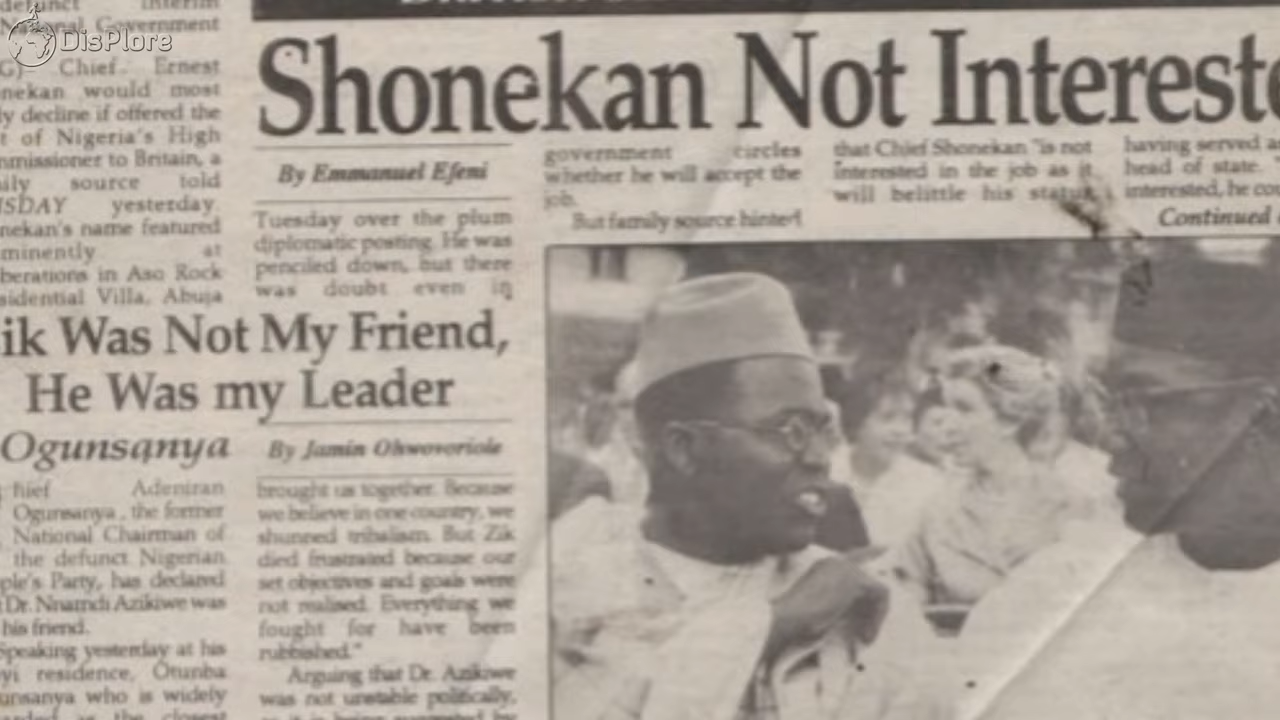 DisPlore
defunct Interim
National Government
Chief Ernest
nekan would most
ly decline if offered the
t of Nigeria's High
mmissioner to Britain, a
ily source told
ISDAY yesterday.
nekan's name featured
minently at
berations in Aso Rock
sidential Villa, Abuja
Shonekan Not Intereste
By Emmanuel Efeni
Tuesday over the plum
diplomatic posting. He was
penciled down, but there
was doubt even in
government circles
whether he will accept the
job.
But family source hinted
that Chief Shonekan "is not
interested in the job as it
will belittle his status,
having served as
head of state.
interested, he con
Continued
ik Was Not My Friend,
He Was my Leader
Ogunsanya
hief Adeniran
Ogunsanya, the former
National Chairman of
the defunct Nigerian
ple's Party, has declared
Dr. Nnamdi Azikiwe was
his friend.
Speaking yesterday at his
yi residence, Otunba
unsanya who is widely
the closest
By Jamin Ohwovoriole
brought us together. Because
we believe in one country, we
shunned tribalism. But Zik
died frustrated because our
set objectives and goals were
not realised. Everything we
fought for have been
rubbished."
Arguing that Dr. Azikiwe
was not unstable politically,